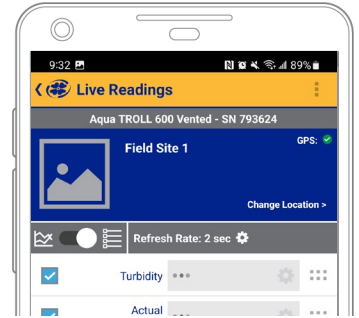 9:32 89%
Live Readings
Aqua TROLL 600 Vented - SN 793624
Field Site 1
GPS:
Change Location >
Refresh Rate: 2 sec
Turbidity
Actual